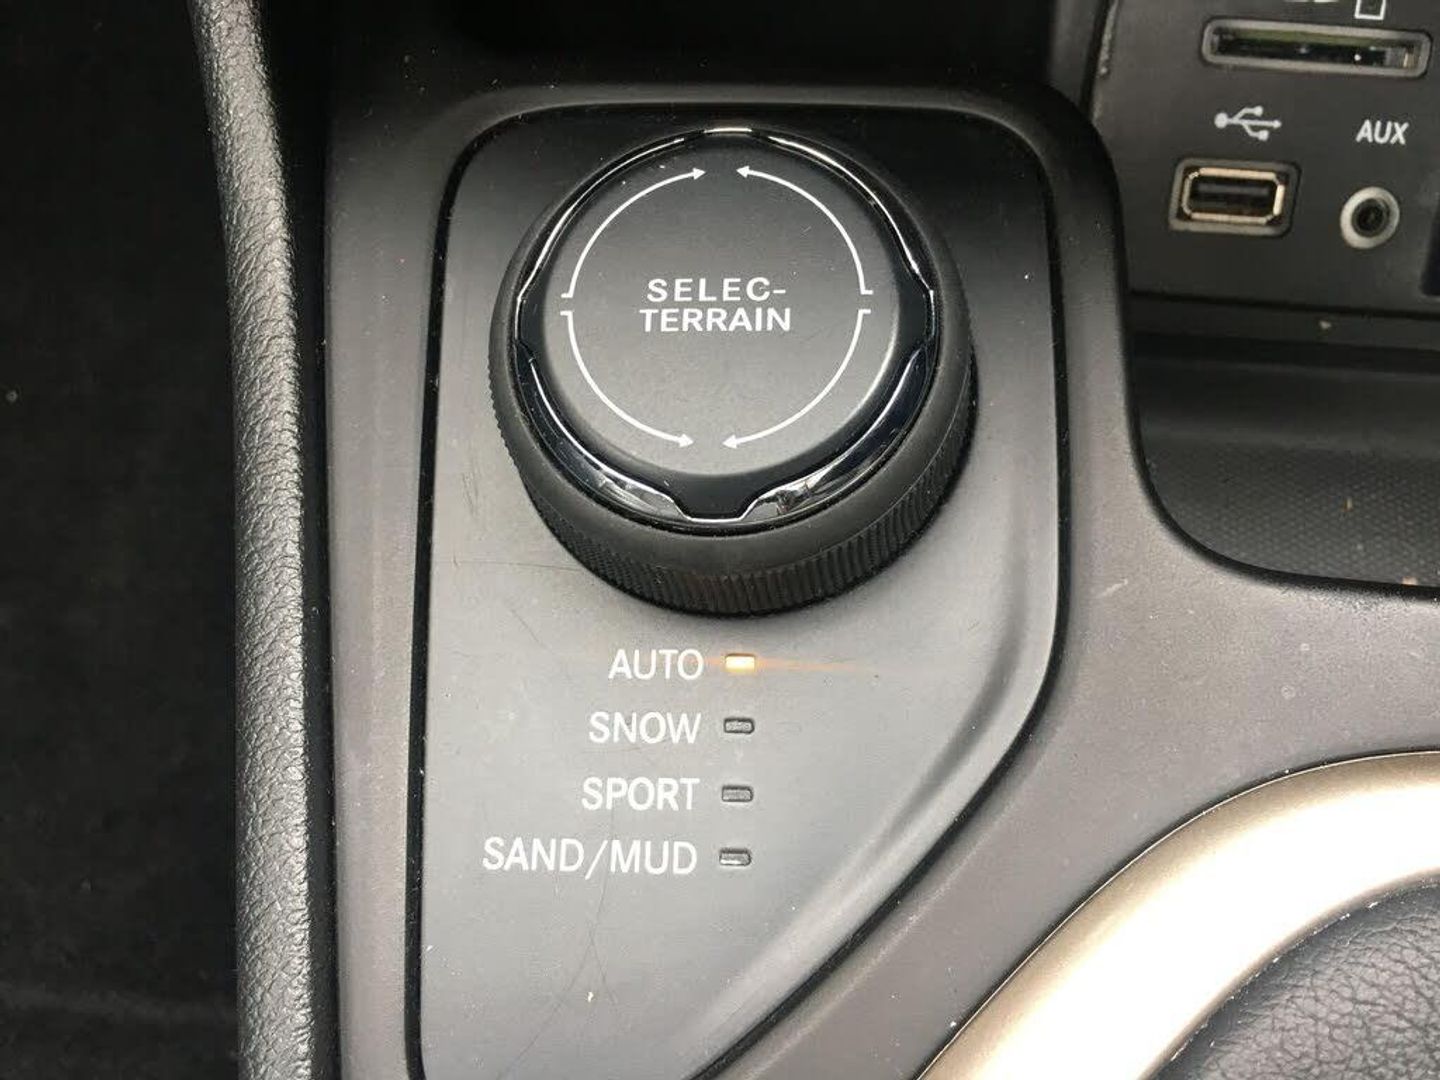 AUX
SELEC-
TERRAIN
AUTO
SNOW
SPORT
SAND/MUD